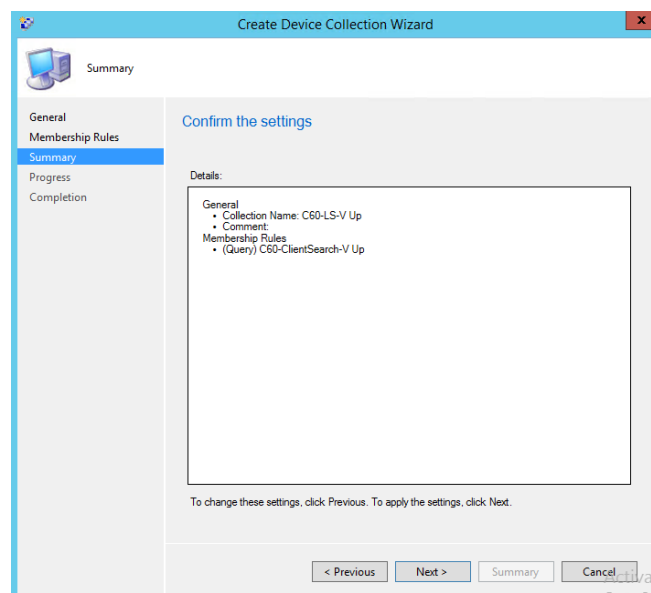 Create Device Collection Wizard
x
Summary
General
Membership Rules
Summary
Progress
Completion
Confirm the settings
Details:
General
• Collection Name: C60-LS-V Up
• Comment:
Membership Rules
• (Query) C60-ClientSearch-V Up
To change these settings, click Previous. To apply the settings, click Next.
< Previous Next > Summary Cancel